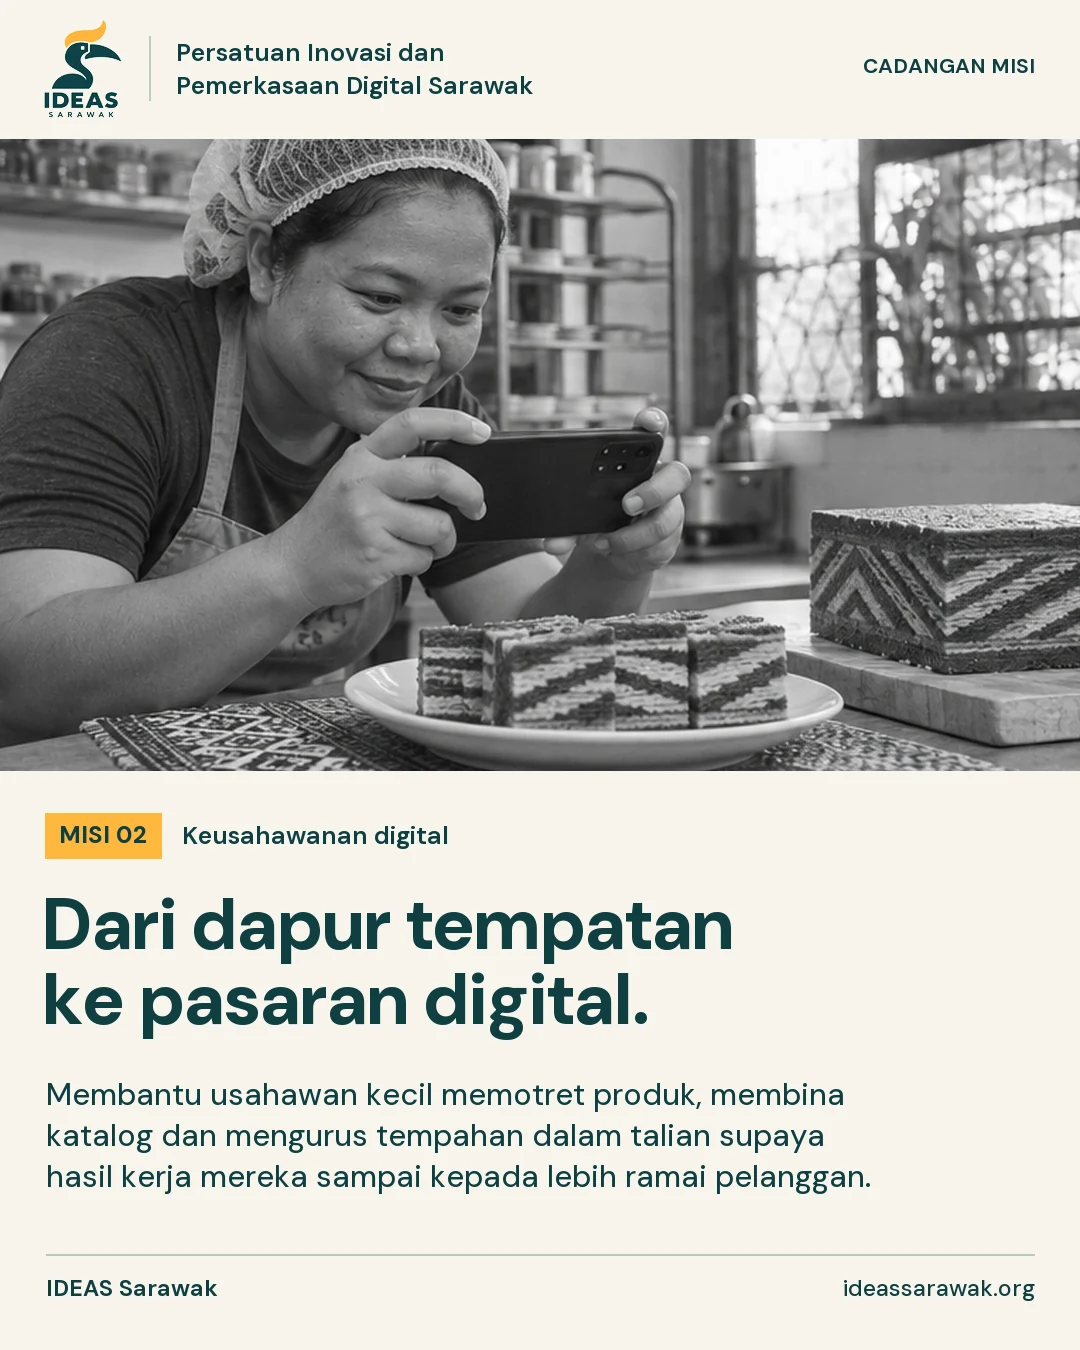 IDEAS
SARAWAK
Persatuan Inovasi dan
Pemerkasaan Digital Sarawak
CADANGAN MISI
MISI 02
Keusahawanan digital
Dari dapur tempatan
ke pasaran digital.
Membantu usahawan kecil memotret produk, membina
katalog dan mengurus tempahan dalam talian supaya
hasil kerja mereka sampai kepada lebih ramai pelanggan.
IDEAS Sarawak
ideassarawak.org